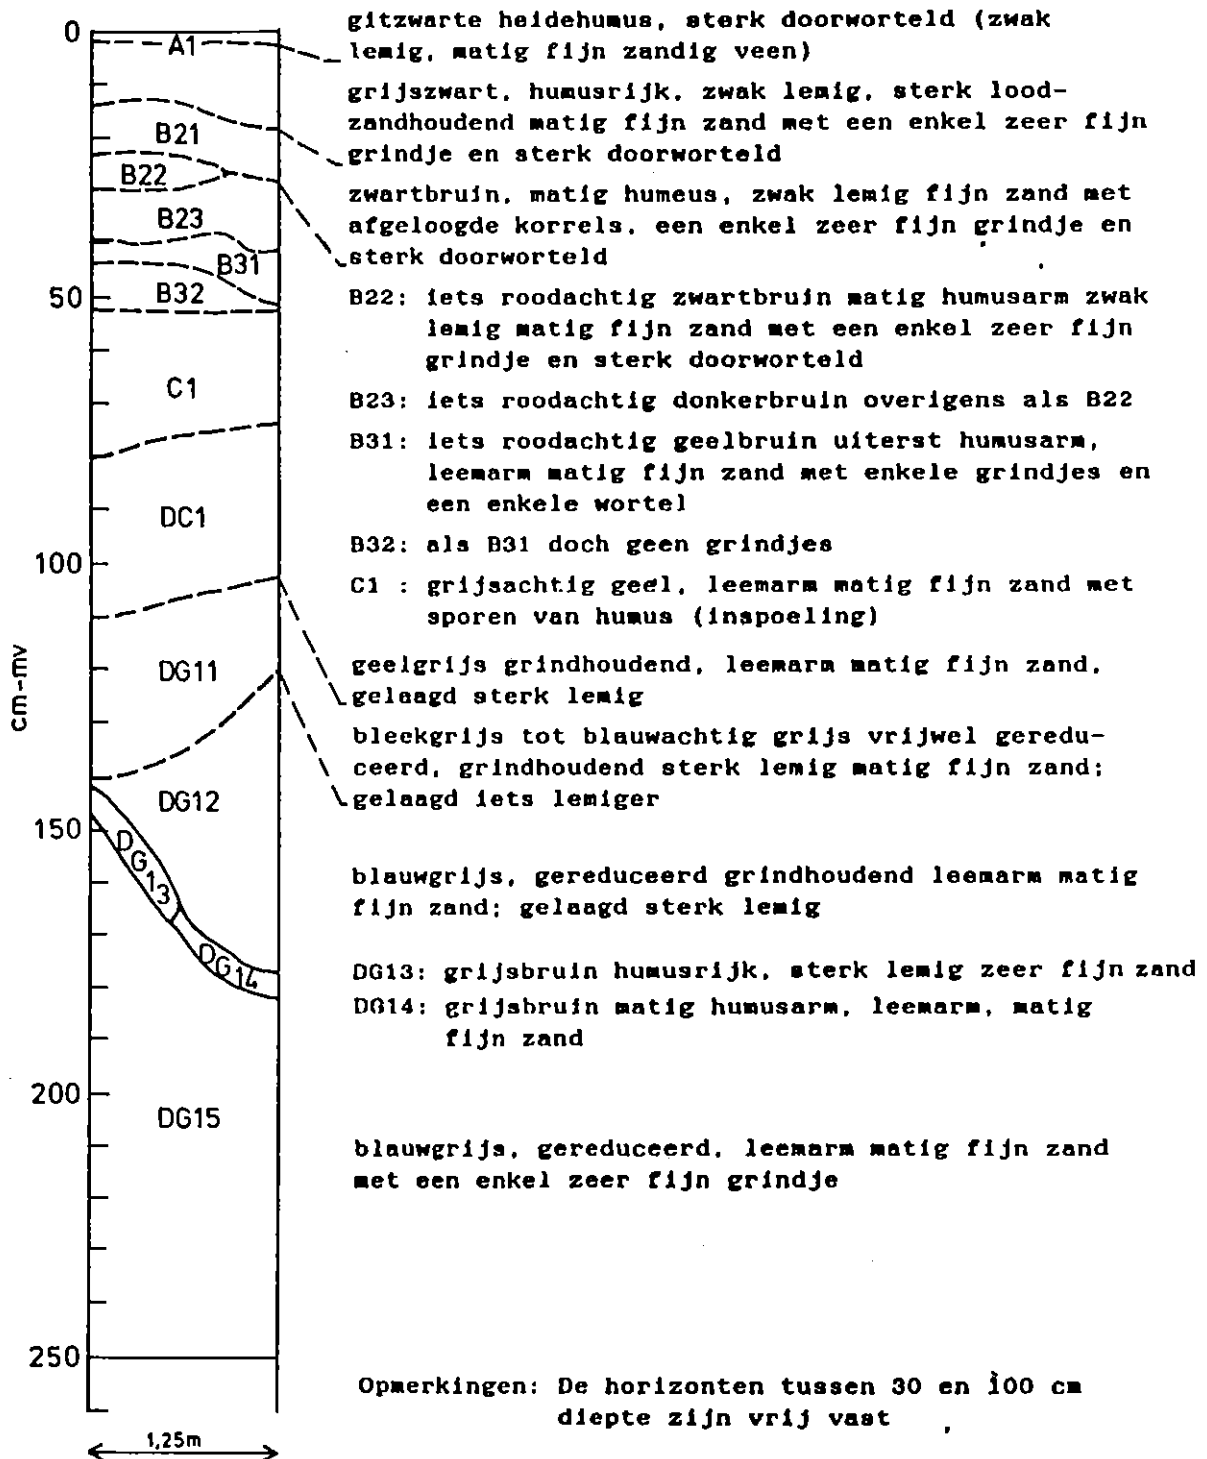 0
A1
B21
B22
B23
B31
B32
50
C1
DC1
100
DG11
cm-mv
DG12
150
DG13
DG14
200
DG15
250
1,25m
gitzwarte heidehumus, sterk doorworteld (zwak
lemig, matig fijn zandig veen)
grijszwart, humusrijk, zwak lemig, sterk lood-
zandhoudend matig fijn zand met een enkel zeer fijn
grindje en sterk doorworteld
zwartbruin, matig humeus, zwak lemig fijn zand met
afgeloogde korrels, een enkel zeer fijn grindje en
sterk doorworteld
B22: iets roodachtig zwartbruin matig humusarm zwak
lemig matig fijn zand met een enkel zeer fijn
grindje en sterk doorworteld
B23: iets roodachtig donkerbruin overigens als B22
B31: iets roodachtig geelbruin uiterst humusarm,
leemarm matig fijn zand met enkele grindjes en
een enkele wortel
B32: als B31 doch geen grindjes
C1 : grijsachtig geel, leemarm matig fijn zand met
sporen van humus (inspoeling)
geelgrijs grindhoudend, leemarm matig fijn zand,
gelaagd sterk lemig
bleekgrijs tot blauwachtig grijs vrijwel geredu-
ceerd, grindhoudend sterk lemig matig fijn zand;
gelaagd iets lemiger
blauwgrijs, gereduceerd grindhoudend leemarm matig
fijn zand; gelaagd sterk lemig
DG13: grijsbruin humusrijk, sterk lemig zeer fijn zand
DG14: grijsbruin matig humusarm, leemarm, matig
fijn zand
blauwgrijs, gereduceerd, leemarm matig fijn zand
met een enkel zeer fijn grindje
Opmerkingen: De horizonten tussen 30 en 100 cm
diepte zijn vrij vast